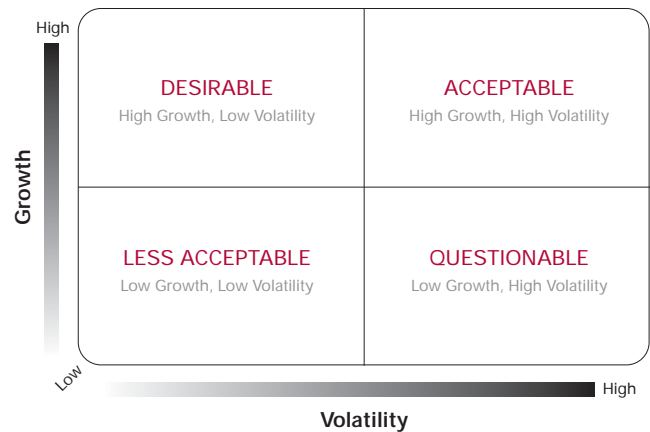 High
DESIRABLE
High Growth, Low Volatility
ACCEPTABLE
High Growth, High Volatility
Growth
LESS ACCEPTABLE
Low Growth, Low Volatility
QUESTIONABLE
Low Growth, High Volatility
Low
High
Volatility